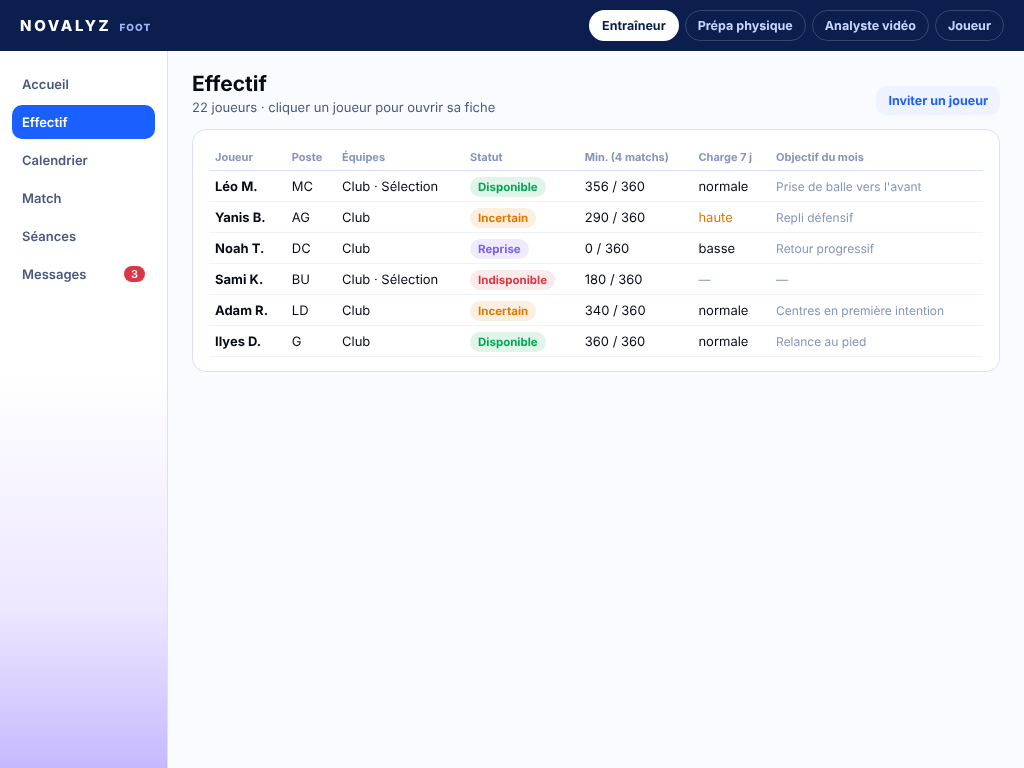 NOVALYZ FOOT
Entraîneur
Prépa physique
Analyste vidéo
Joueur
Accueil
Effectif
Calendrier
Match
Séances
Messages 3
Effectif
22 joueurs · cliquer un joueur pour ouvrir sa fiche
Inviter un joueur
Joueur Poste Équipes Statut Min. (4 matchs) Charge 7 j Objectif du mois
Léo M. MC Club · Sélection Disponible 356 / 360 normale Prise de balle vers l'avant
Yanis B. AG Club Incertain 290 / 360 haute Repli défensif
Noah T. DC Club Reprise 0 / 360 basse Retour progressif
Sami K. BU Club · Sélection Indisponible 180 / 360 — —
Adam R. LD Club Incertain 340 / 360 normale Centres en première intention
Ilyes D. G Club Disponible 360 / 360 normale Relance au pied